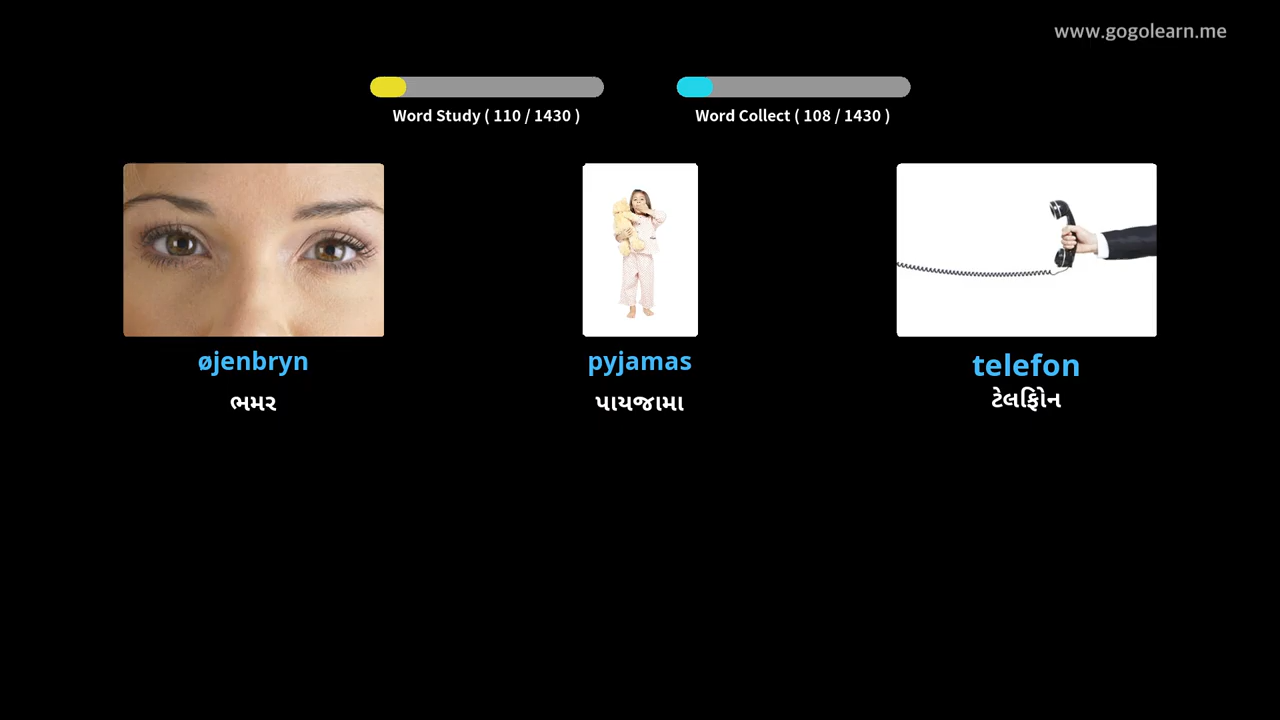 www.gogolearn.me
Word Study ( 110 / 1430 )
Word Collect ( 108 / 1430 )
øjenbryn
pyjamas
telefon
ભમર
પાયજામા
ટેલિફોન